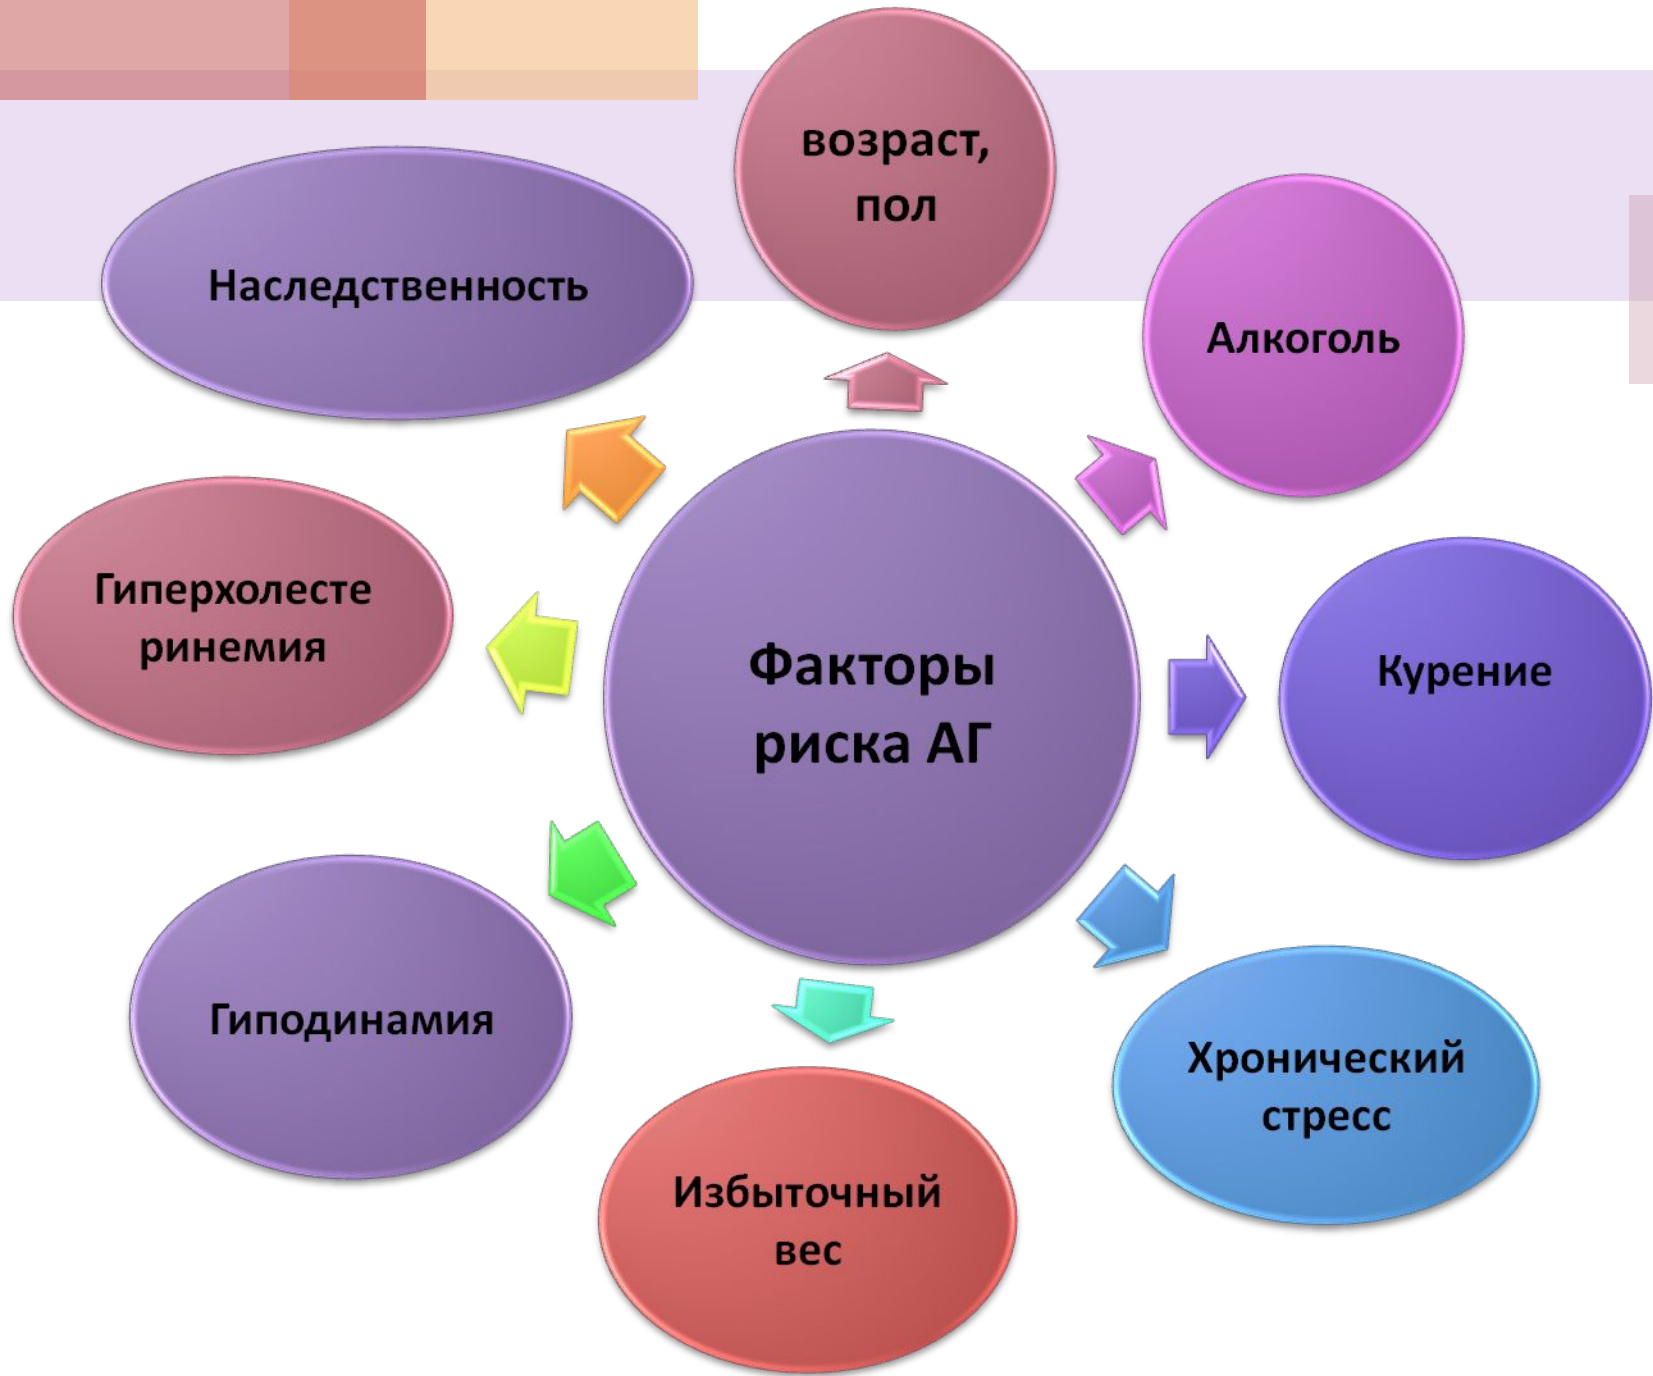 возраст,
пол
Наследственность
Алкоголь
Гиперхолесте
ринемия
Факторы
риска АГ
Курение
Гиподинамия
Хронический
стресс
Избыточный
вес